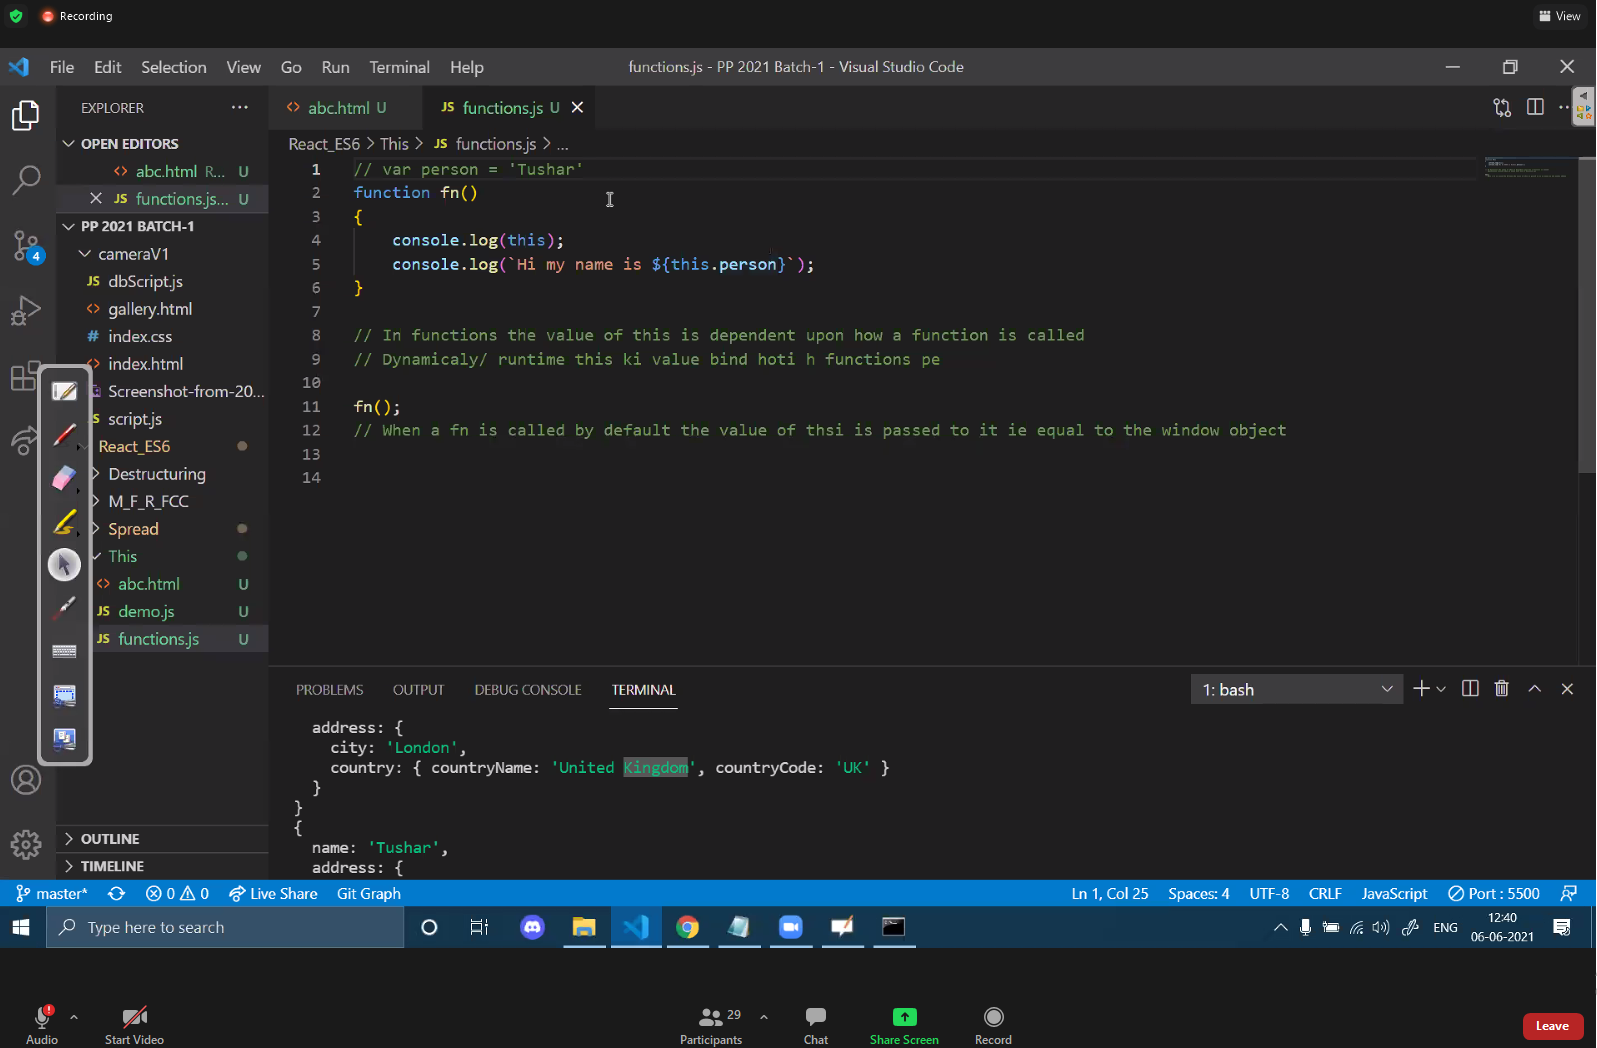 Recording
View
File Edit Selection View Go Run Terminal Help
functions.js - PP 2021 Batch-1 - Visual Studio Code
EXPLORER
abc.html U
JS functions.js U
OPEN EDITORS
abc.html R... U
JS functions.js... U
PP 2021 BATCH-1
cameraV1
JS dbScript.js
gallery.html
# index.css
index.html
Screenshot-from-20...
script.js
React_ES6
Destructuring
M_F_R_FCC
Spread
This
abc.html U
JS demo.js U
JS functions.js U
OUTLINE
TIMELINE
4
React_ES6 > This > JS functions.js > ...
1 // var person = 'Tushar'
2 function fn()
3 {
4 console.log(this);
5 console.log(`Hi my name is ${this.person}`);
6 }
7
8 // In functions the value of this is dependent upon how a function is called
9 // Dynamicaly/ runtime this ki value bind hoti h functions pe
10
11 fn();
12 // When a fn is called by default the value of thsi is passed to it ie equal to the window object
13
14
PROBLEMS OUTPUT DEBUG CONSOLE TERMINAL
1: bash
address: {
city: 'London',
country: { countryName: 'United Kingdom', countryCode: 'UK' }
}
}
{
name: 'Tushar',
address: {
master* 0 0 Live Share Git Graph
Ln 1, Col 25 Spaces: 4 UTF-8 CRLF JavaScript Port : 5500
Type here to search
ENG
12:40
06-06-2021
Audio
Start Video
29
Participants
Chat
Share Screen
Record
Leave